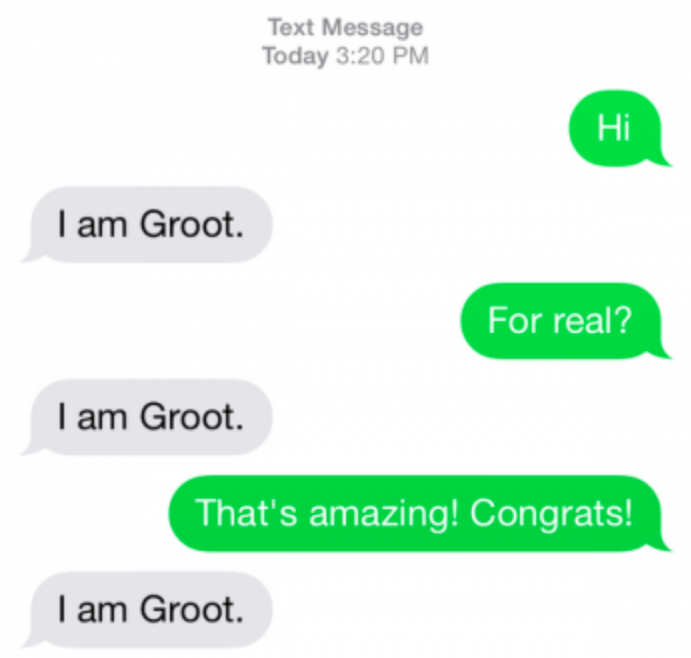 Text Message
Today 3:20 PM
Hi
I am Groot.
For real?
I am Groot.
That's amazing! Congrats!
I am Groot.